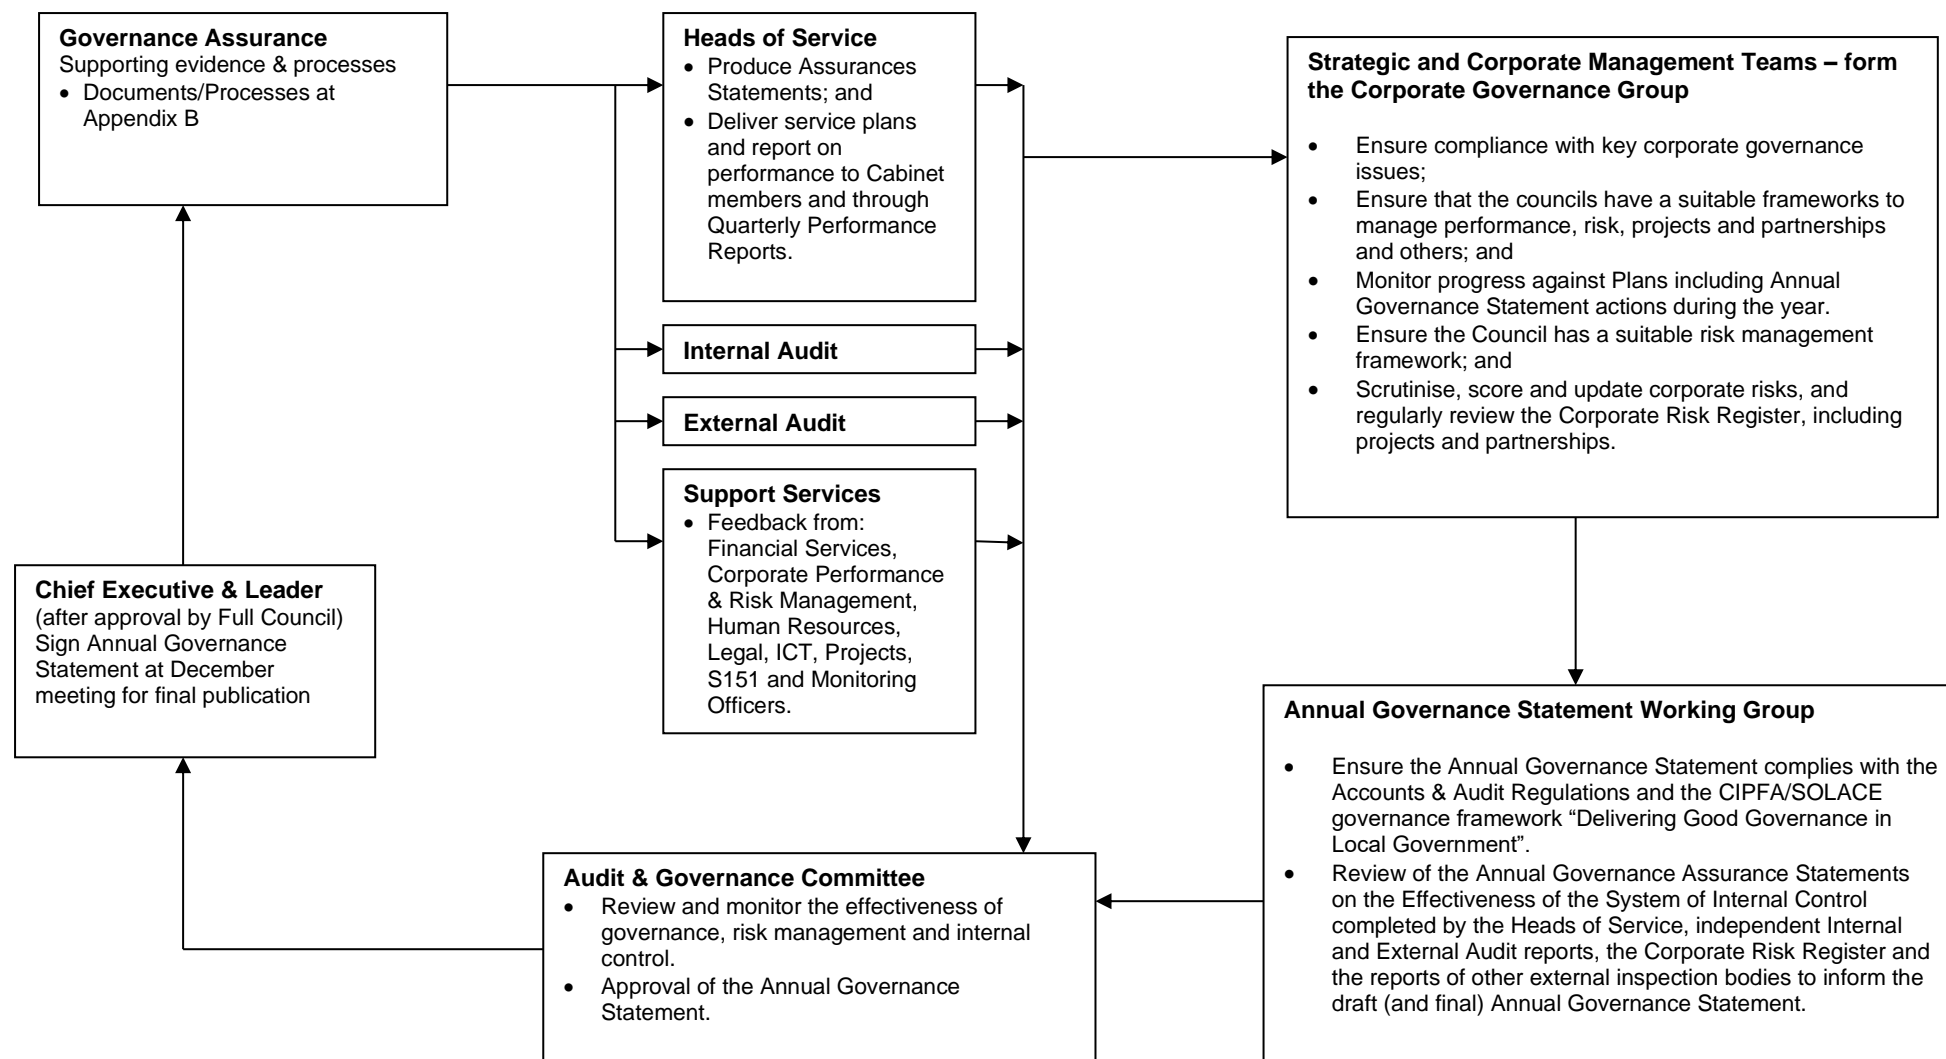 Governance Assurance
Supporting evidence & processes
• Documents/Processes at
Appendix B
Heads of Service
• Produce Assurances
Statements; and
• Deliver service plans
and report on
performance to Cabinet
members and through
Quarterly Performance
Reports.
Internal Audit
External Audit
Support Services
• Feedback from:
Financial Services,
Corporate Performance
& Risk Management,
Human Resources,
Legal, ICT, Projects,
S151 and Monitoring
Officers.
Strategic and Corporate Management Teams – form
the Corporate Governance Group
• Ensure compliance with key corporate governance
issues;
• Ensure that the councils have a suitable frameworks to
manage performance, risk, projects and partnerships
and others; and
• Monitor progress against Plans including Annual
Governance Statement actions during the year.
• Ensure the Council has a suitable risk management
framework; and
• Scrutinise, score and update corporate risks, and
regularly review the Corporate Risk Register, including
projects and partnerships.
Annual Governance Statement Working Group
• Ensure the Annual Governance Statement complies with the
Accounts & Audit Regulations and the CIPFA/SOLACE
governance framework “Delivering Good Governance in
Local Government”.
• Review of the Annual Governance Assurance Statements
on the Effectiveness of the System of Internal Control
completed by the Heads of Service, independent Internal
and External Audit reports, the Corporate Risk Register and
the reports of other external inspection bodies to inform the
draft (and final) Annual Governance Statement.
Audit & Governance Committee
• Review and monitor the effectiveness of
governance, risk management and internal
control.
• Approval of the Annual Governance
Statement.
Chief Executive & Leader
(after approval by Full Council)
Sign Annual Governance
Statement at December
meeting for final publication